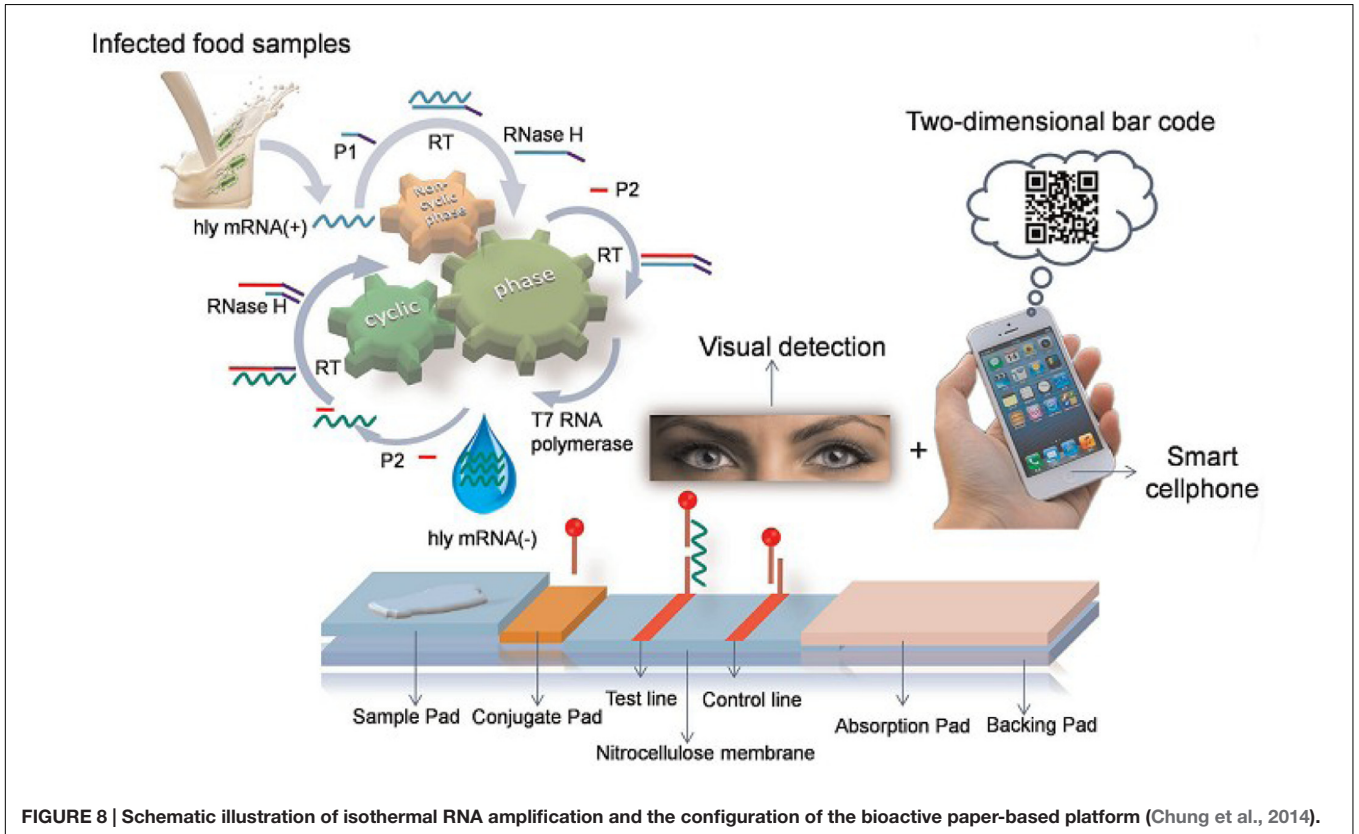 Infected food samples
P1
RT
RNase H
P2
hly mRNA(+)
Non-
cyclic
phase
RT
phase
cyclic
RNase H
RT
P2
T7 RNA
polymerase
hly mRNA(-)
Two-dimensional bar code
Visual detection
+
Smart
cellphone
Sample Pad
Conjugate Pad
Test line
Control line
Nitrocellulose membrane
Absorption Pad
Backing Pad
FIGURE 8 | Schematic illustration of isothermal RNA amplification and the configuration of the bioactive paper-based platform (Chung et al., 2014).